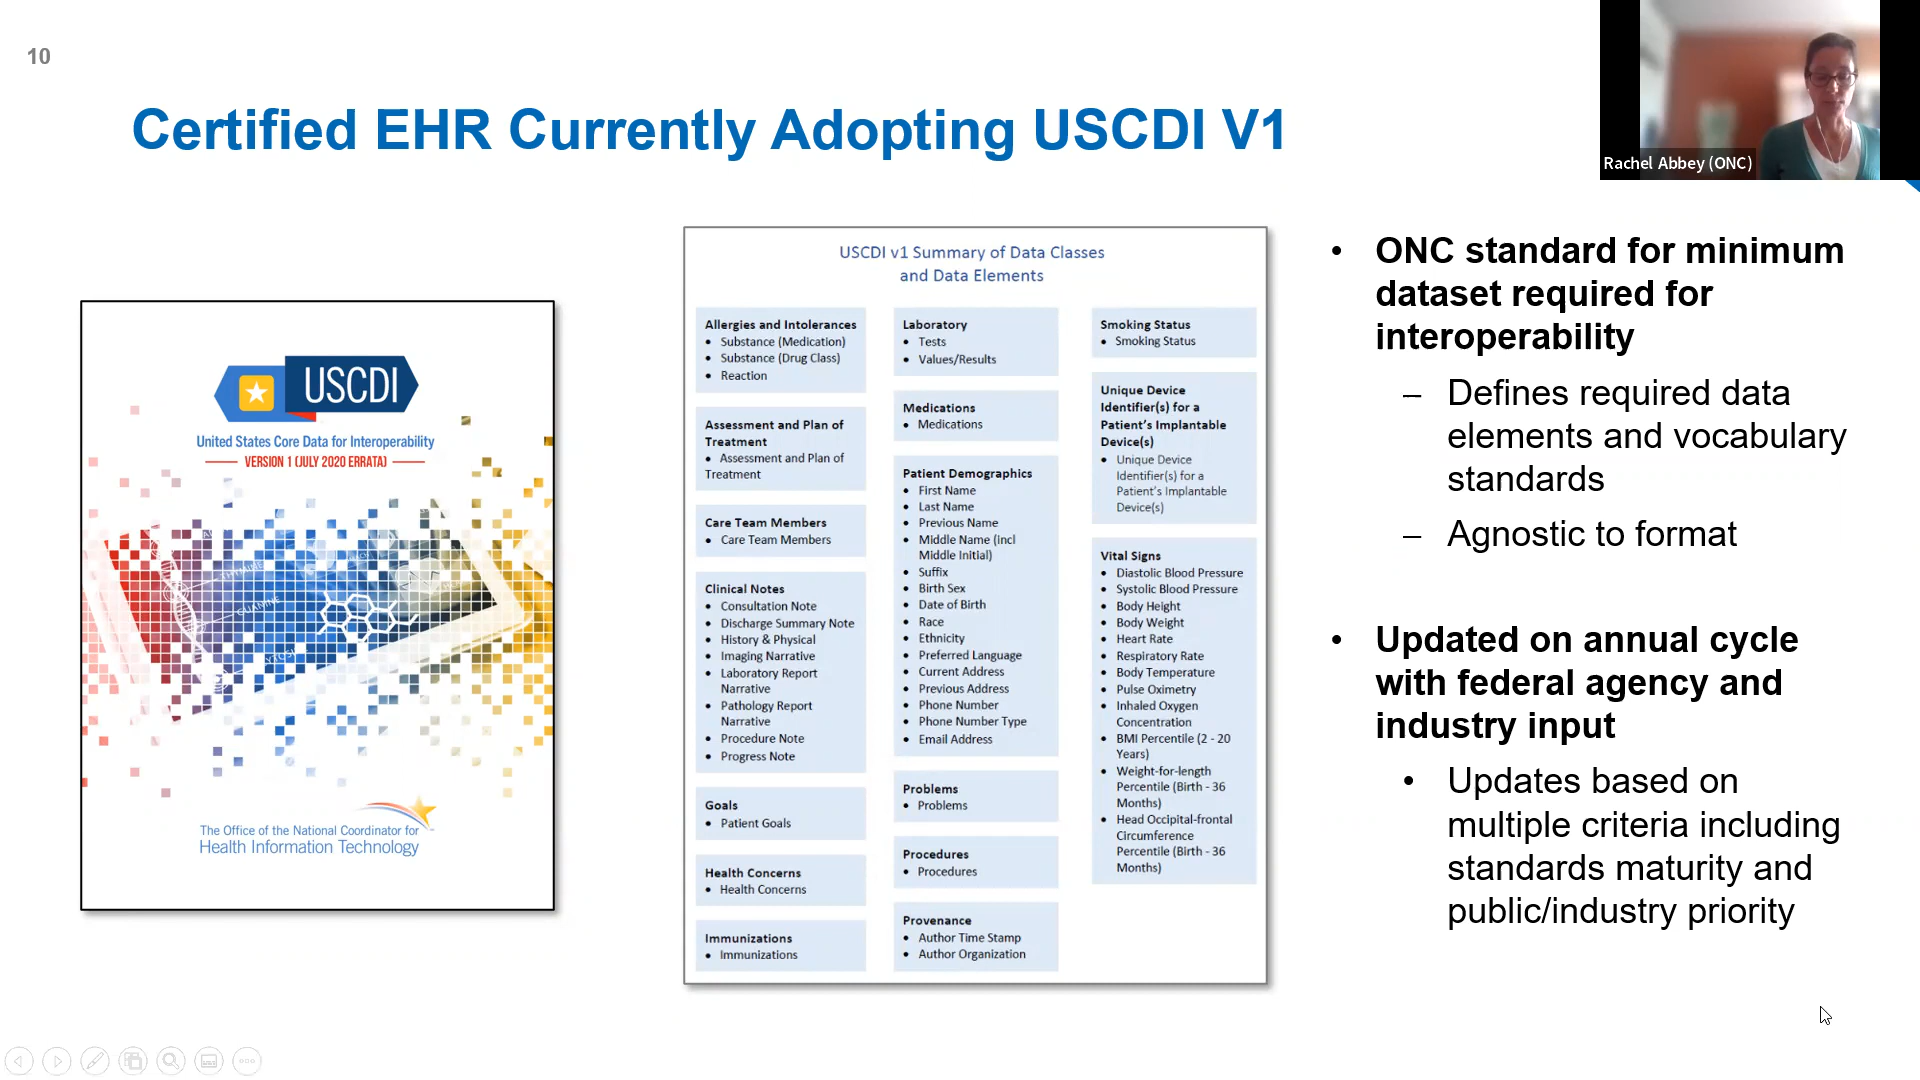 10
Certified EHR Currently Adopting USCDI V1
Rachel Abbey (ONC)
USCDI
United States Core Data for Interoperability
VERSION 1 (JULY 2020 ERRATA)
THYMINE
GUANINE
The Office of the National Coordinator for
Health Information Technology
USCDI v1 Summary of Data Classes
and Data Elements
Allergies and Intolerances
• Substance (Medication)
• Substance (Drug Class)
• Reaction
Assessment and Plan of
Treatment
• Assessment and Plan of
Treatment
Care Team Members
• Care Team Members
Clinical Notes
• Consultation Note
• Discharge Summary Note
• History & Physical
• Imaging Narrative
• Laboratory Report
Narrative
• Pathology Report
Narrative
• Procedure Note
• Progress Note
Goals
• Patient Goals
Health Concerns
• Health Concerns
Immunizations
• Immunizations
Laboratory
• Tests
• Values/Results
Medications
• Medications
Patient Demographics
• First Name
• Last Name
• Previous Name
• Middle Name (Incl
Middle Initial)
• Suffix
• Birth Sex
• Date of Birth
• Race
• Ethnicity
• Preferred Language
• Current Address
• Previous Address
• Phone Number
• Phone Number Type
• Email Address
Problems
• Problems
Procedures
• Procedures
Provenance
• Author Time Stamp
• Author Organization
Smoking Status
• Smoking Status
Unique Device
Identifier(s) for a
Patient's Implantable
Device(s)
• Unique Device
Identifier(s) for a
Patient's Implantable
Device(s)
Vital Signs
• Diastolic Blood Pressure
• Systolic Blood Pressure
• Body Height
• Body Weight
• Heart Rate
• Respiratory Rate
• Body Temperature
• Pulse Oximetry
• Inhaled Oxygen
Concentration
• BMI Percentile (2 - 20
Years)
• Weight-for-length
Percentile (Birth - 36
Months)
• Head Occipital-frontal
Circumference
Percentile (Birth - 36
Months)
• ONC standard for minimum
dataset required for
interoperability
– Defines required data
elements and vocabulary
standards
– Agnostic to format
• Updated on annual cycle
with federal agency and
industry input
• Updates based on
multiple criteria including
standards maturity and
public/industry priority